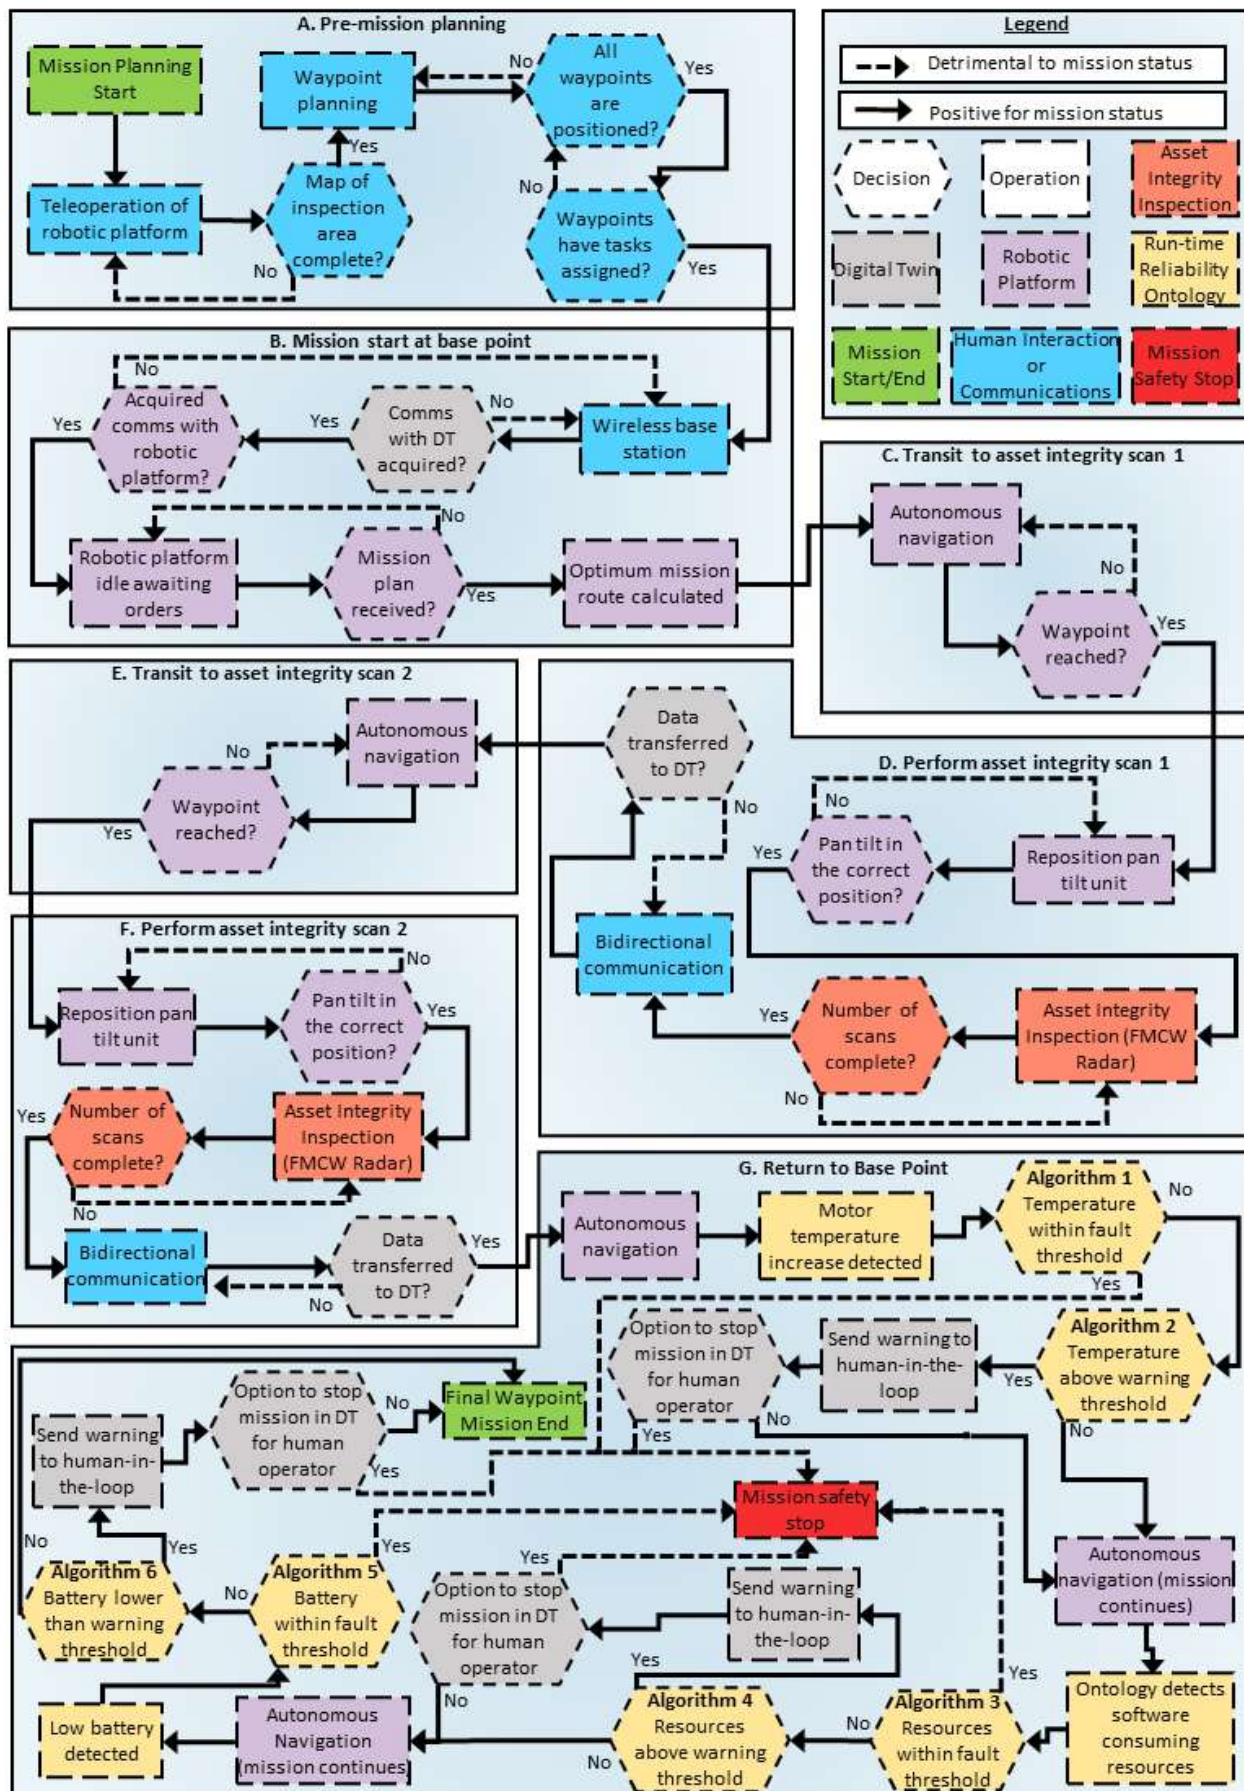 A. Pre-mission planning
Mission Planning
Start
Waypoint
planning
No
All
waypoints
are
positioned?
Yes
Yes
Teleoperation of
robotic platform
Map of
inspection
area
complete?
No
No
Waypoints
have tasks
assigned?
Yes
Legend
Detrimental to mission status
Positive for mission status
Decision
Operation
Asset
Integrity
Inspection
Digital Twin
Robotic
Platform
Run-time
Reliability
Ontology
Mission
Start/End
Human Interaction
or
Communications
Mission
Safety Stop
B. Mission start at base point
No
Yes
Acquired
comms with
robotic
platform?
Yes
Comms
with DT
acquired?
No
Wireless base
station
No
Robotic platform
idle awaiting
orders
Mission
plan
received?
Yes
Optimum mission
route calculated
C. Transit to asset integrity scan 1
Autonomous
navigation
No
Waypoint
reached?
Yes
E. Transit to asset integrity scan 2
Autonomous
navigation
No
Waypoint
reached?
Yes
Data
transferred
to DT?
No
D. Perform asset integrity scan 1
No
Yes
Pan tilt in
the correct
position?
Reposition pan
tilt unit
Bidirectional
communication
Yes
Number of
scans
complete?
No
Asset Integrity
Inspection (FMCW
Radar)
F. Perform asset integrity scan 2
No
Reposition pan
tilt unit
Pan tilt in
the correct
position?
Yes
Yes
Number of
scans
complete?
No
Asset Integrity
Inspection
(FMCW Radar)
Bidirectional
communication
No
Data
transferred
to DT?
Yes
G. Return to Base Point
Autonomous
navigation
Motor
temperature
increase detected
Algorithm 1
Temperature
within fault
threshold
No
Yes
Option to stop
mission in DT
for human
operator
Send warning to
human-in-the-
loop
Yes
Algorithm 2
Temperature
above warning
threshold
No
Yes
No
Send warning
to human-in-
the-loop
Option to stop
mission in DT
for human
operator
No
Yes
Final Waypoint
Mission End
Mission safety
stop
Autonomous
navigation (mission
continues)
No
Yes
Algorithm 6
Battery lower
than warning
threshold
No
Algorithm 5
Battery
within fault
threshold
Yes
Option to stop
mission in DT
for human
operator
Yes
No
Send warning
to human-in-
the-loop
Yes
Yes
Low battery
detected
Autonomous
Navigation
(mission continues)
No
Algorithm 4
Resources
above warning
threshold
No
Algorithm 3
Resources
within fault
threshold
Ontology detects
software
consuming
resources